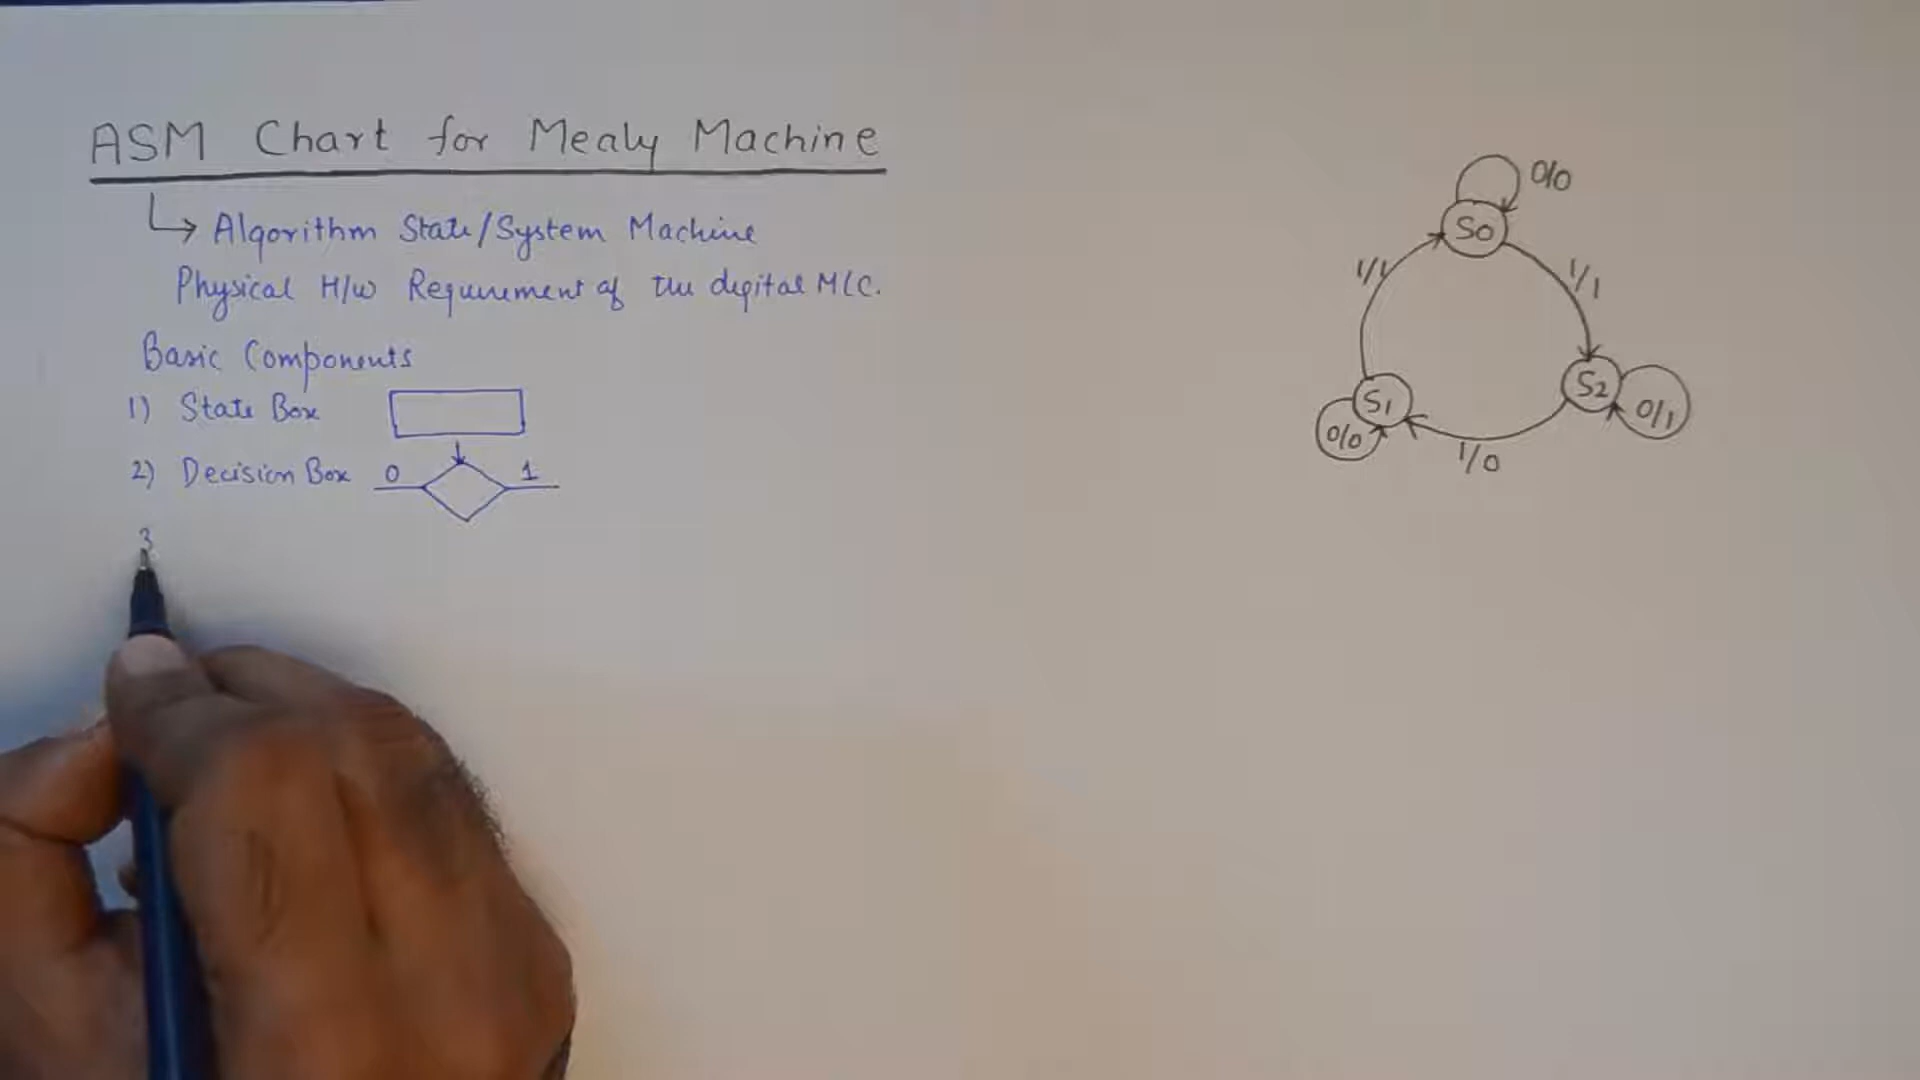 ASM Chart for Mealy Machine
Algorithm State/System Machine
Physical H/w Requirement of the digital M/C.
Basic Components
1) State Box
2) Decision Box 0 1
3
0/0
S0
1/1
1/1
S1
S2
0/0
0/1
1/0